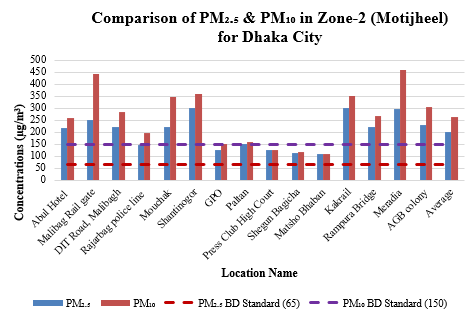 Comparison of PM₂.₅ & PM₁₀ in Zone-2 (Motijheel)
for Dhaka City
Concentrations (µg/m³)
500
450
400
350
300
250
200
150
100
50
0
Abul Hotel
Malibag Rail gate
DIT Road, Malibagh
Rajarbag police line
Mouchak
Shantinogor
GPO
Paltan
Press Club High Court
Shegun Bagicha
Matsho Bhaban
Kakrail
Rampura Bridge
Meradia
AGB colony
Average
Location Name
PM₂.₅ PM₁₀ PM₂.₅ BD Standard (65) PM₁₀ BD Standard (150)